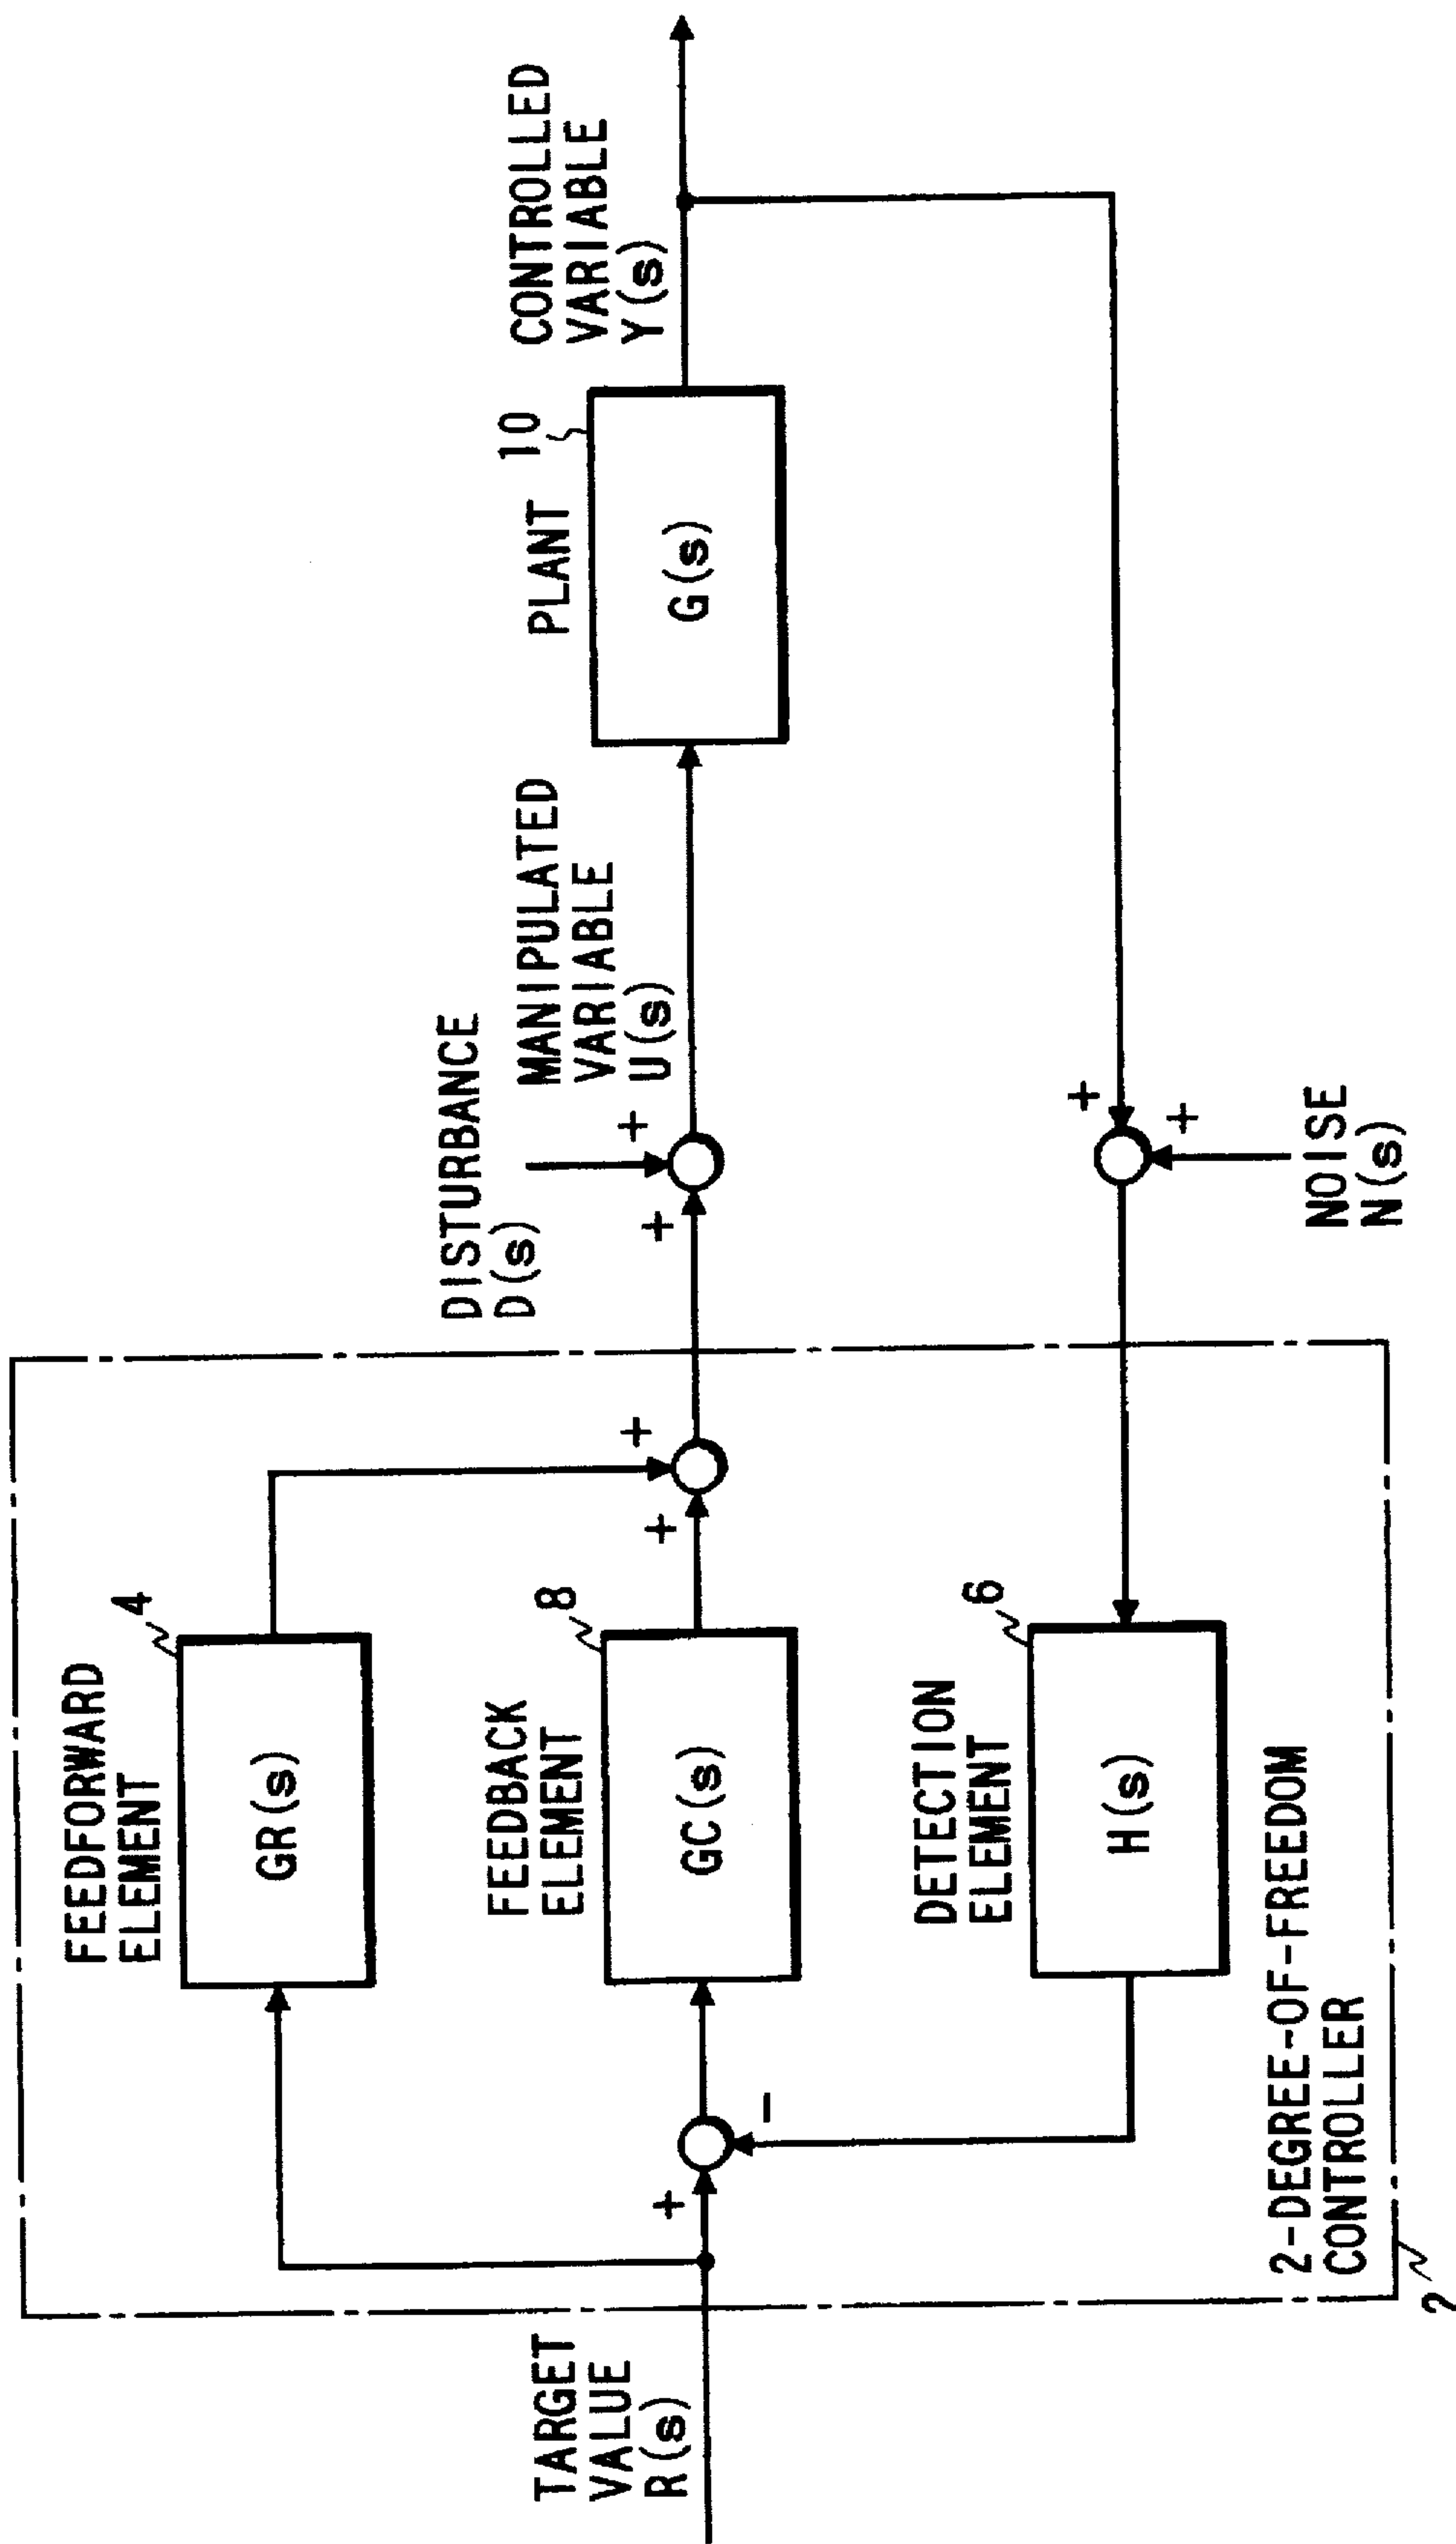 TARGET
VALUE
R(s)
FEEDFORWARD
ELEMENT
4
GR(s)
FEEDBACK
ELEMENT
8
GC(s)
DETECTION
ELEMENT
6
H(s)
2-DEGREE-OF-FREEDOM
CONTROLLER
2
+
-
+
+
DISTURBANCE
D(s)
+
+
MANIPULATED
VARIABLE
U(s)
PLANT 10
G(s)
CONTROLLED
VARIABLE
Y(s)
+
+
NOISE
N(s)